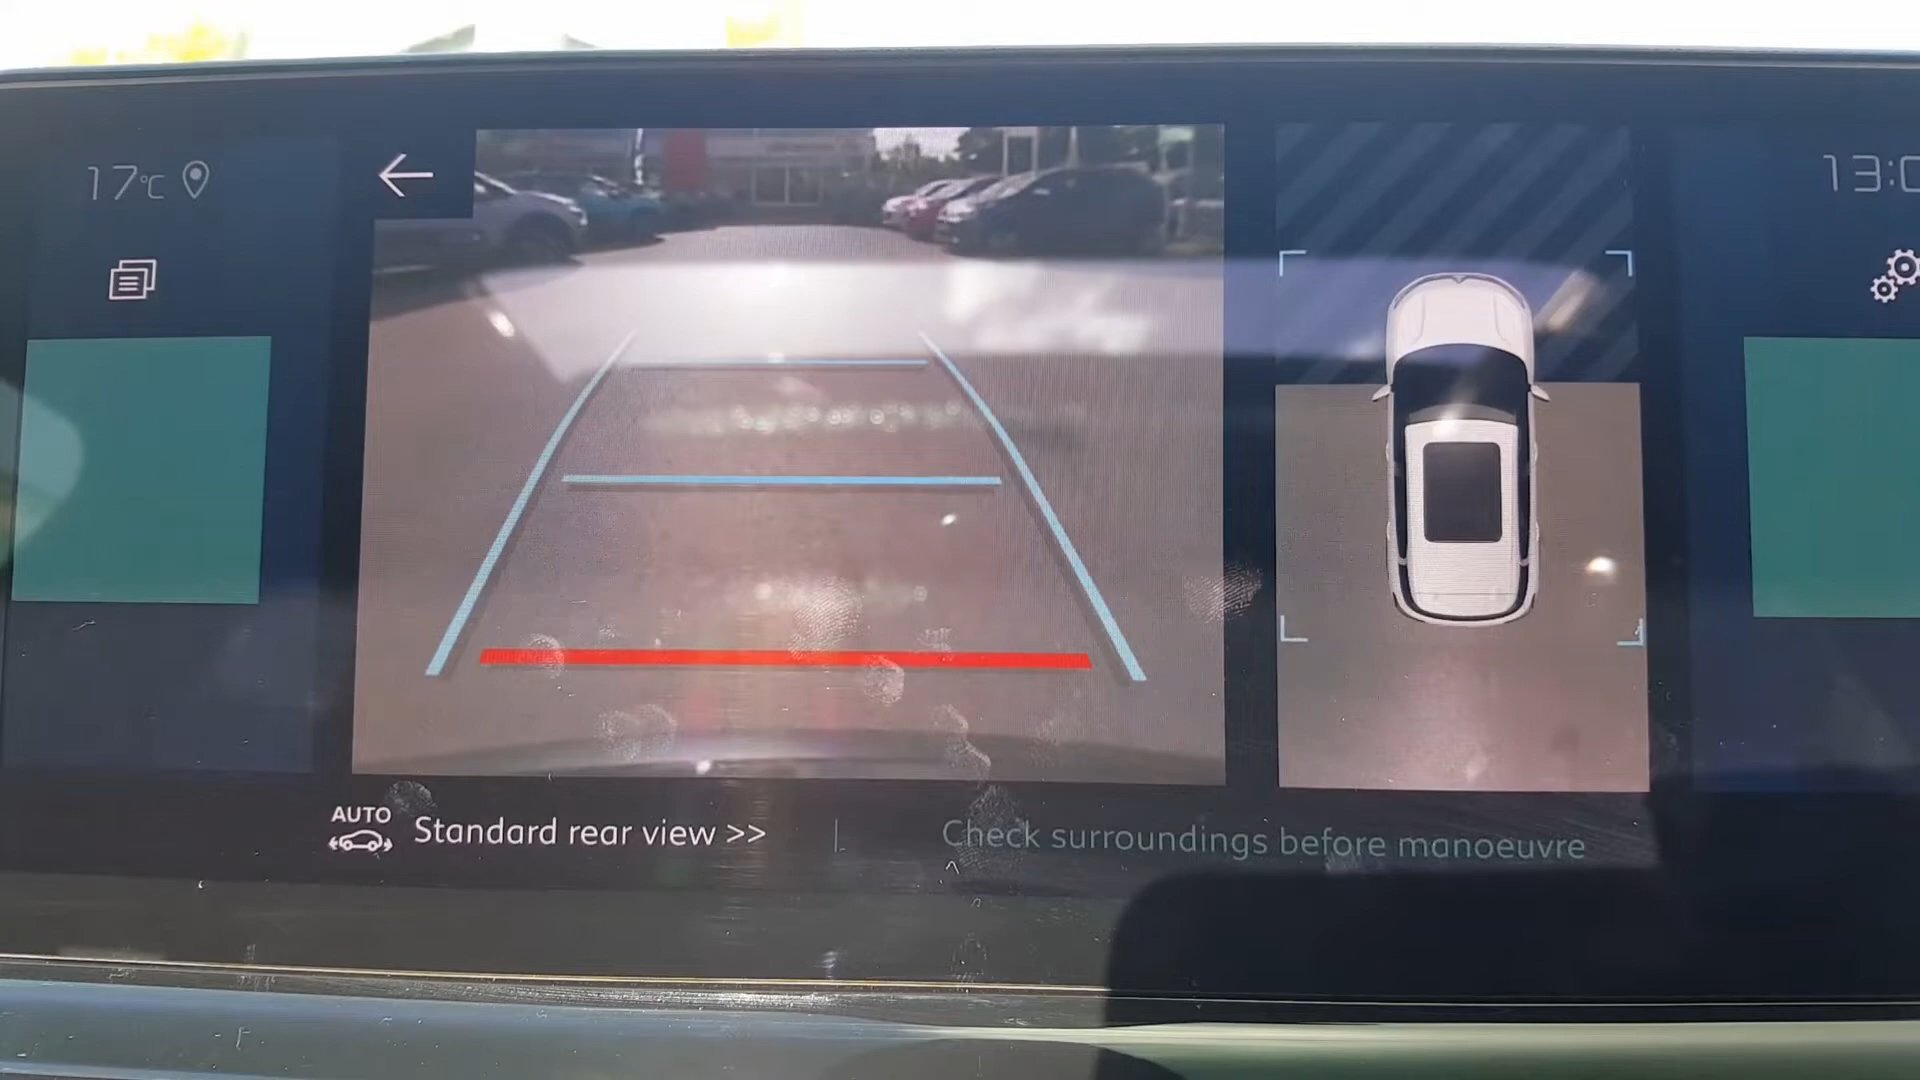 17°C
13:0
AUTO
Standard rear view >>
Check surroundings before manoeuvre